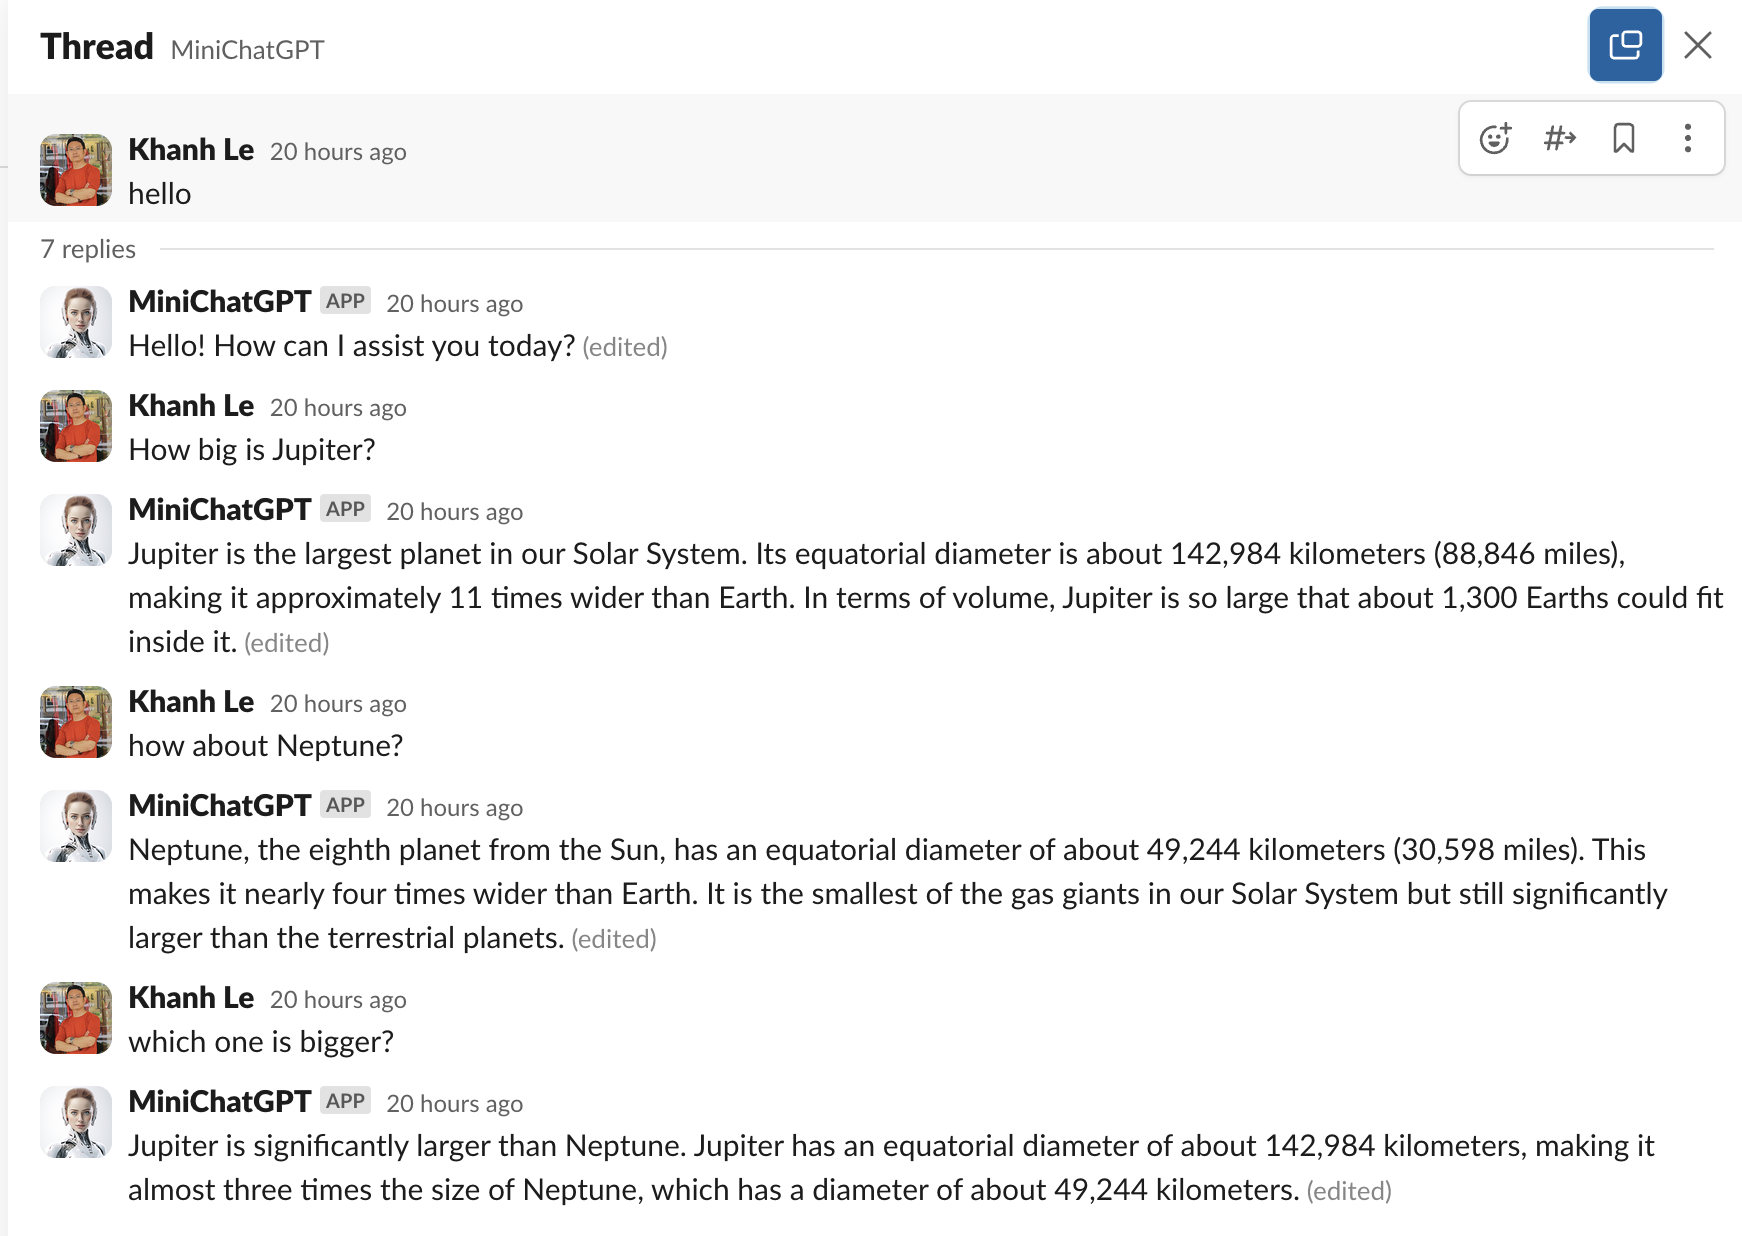 Thread MiniChatGPT
Khanh Le 20 hours ago
hello
7 replies
MiniChatGPT APP 20 hours ago
Hello! How can I assist you today? (edited)
Khanh Le 20 hours ago
How big is Jupiter?
MiniChatGPT APP 20 hours ago
Jupiter is the largest planet in our Solar System. Its equatorial diameter is about 142,984 kilometers (88,846 miles),
making it approximately 11 times wider than Earth. In terms of volume, Jupiter is so large that about 1,300 Earths could fit
inside it. (edited)
Khanh Le 20 hours ago
how about Neptune?
MiniChatGPT APP 20 hours ago
Neptune, the eighth planet from the Sun, has an equatorial diameter of about 49,244 kilometers (30,598 miles). This
makes it nearly four times wider than Earth. It is the smallest of the gas giants in our Solar System but still significantly
larger than the terrestrial planets. (edited)
Khanh Le 20 hours ago
which one is bigger?
MiniChatGPT APP 20 hours ago
Jupiter is significantly larger than Neptune. Jupiter has an equatorial diameter of about 142,984 kilometers, making it
almost three times the size of Neptune, which has a diameter of about 49,244 kilometers. (edited)